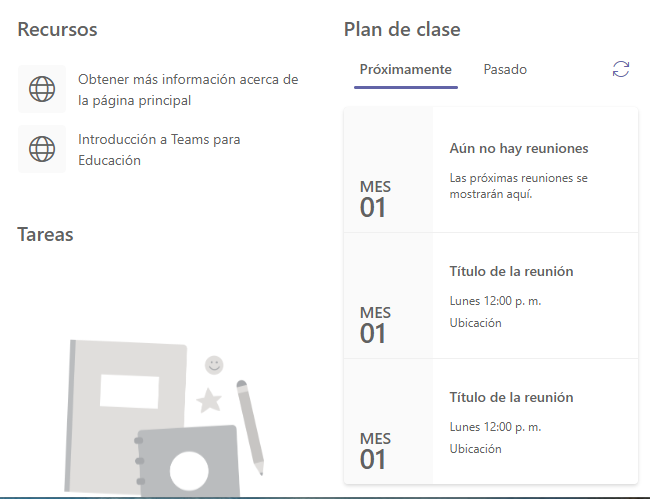 Recursos
Obtener más información acerca de
la página principal
Introducción a Teams para
Educación
Tareas
Plan de clase
Próximamente
Pasado
MES
01
Aún no hay reuniones
Las próximas reuniones se
mostrarán aquí.
MES
01
Título de la reunión
Lunes 12:00 p. m.
Ubicación
MES
01
Título de la reunión
Lunes 12:00 p. m.
Ubicación